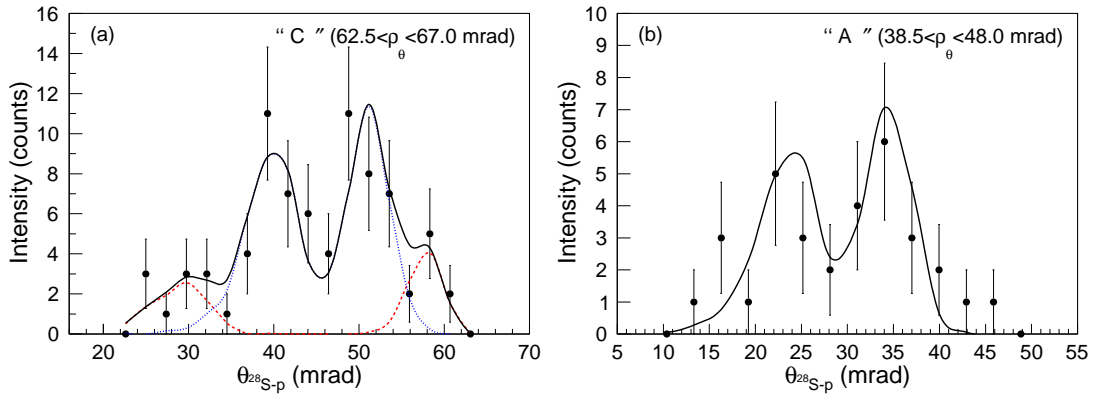 (a) “ C ” (62.5<ρθ <67.0 mrad)
Intensity (counts)
16
14
12
10
8
6
4
2
0
20 30 40 50 60 70
θ28S-p (mrad)
(b) “ A ” (38.5<ρθ <48.0 mrad)
Intensity (counts)
10
9
8
7
6
5
4
3
2
1
0
5 10 15 20 25 30 35 40 45 50 55
θ28S-p (mrad)